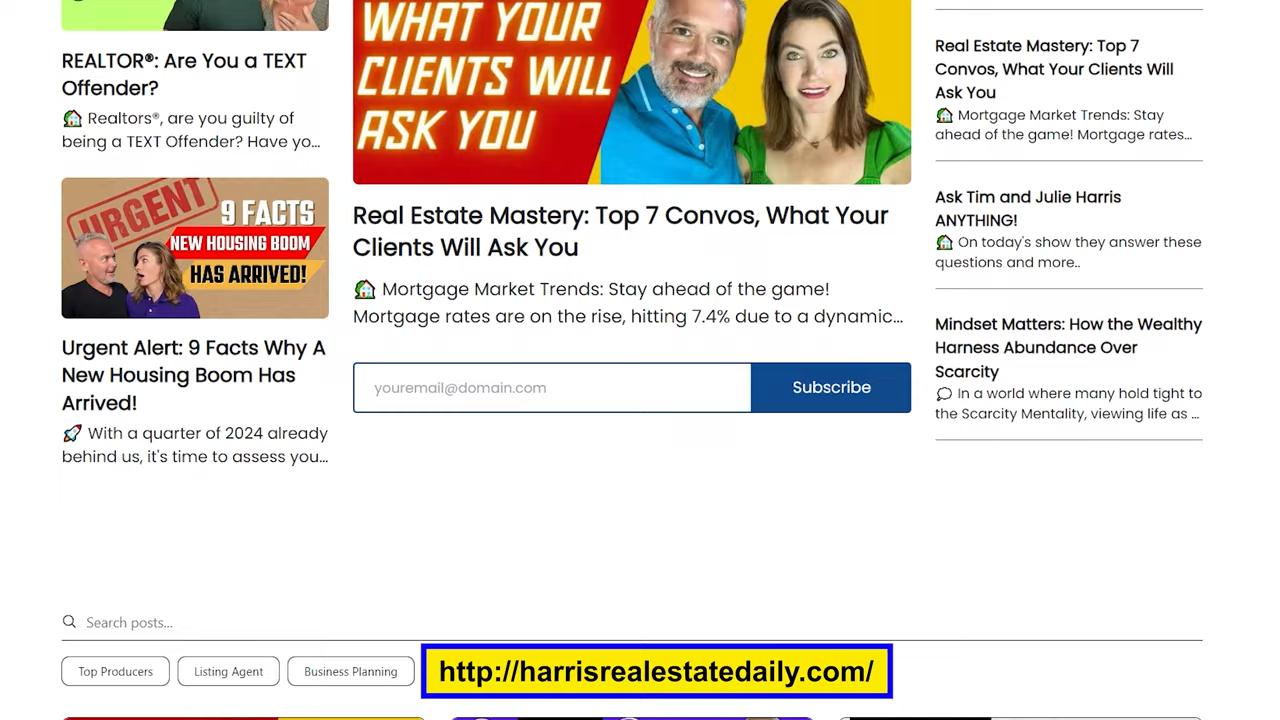 REALTOR®: Are You a TEXT
Offender?
🏠 Realtors®, are you guilty of
being a TEXT Offender? Have yo...
URGENT
9 FACTS
NEW HOUSING BOOM
HAS ARRIVED!
Urgent Alert: 9 Facts Why A
New Housing Boom Has
Arrived!
🚀 With a quarter of 2024 already
behind us, it's time to assess you...
WHAT YOUR
CLIENTS WILL
ASK YOU
Real Estate Mastery: Top 7 Convos, What Your
Clients Will Ask You
🏠 Mortgage Market Trends: Stay ahead of the game!
Mortgage rates are on the rise, hitting 7.4% due to a dynamic...
youremail@domain.com
Subscribe
Real Estate Mastery: Top 7
Convos, What Your Clients Will
Ask You
🏠 Mortgage Market Trends: Stay
ahead of the game! Mortgage rates...
Ask Tim and Julie Harris
ANYTHING!
🏠 On today's show they answer these
questions and more..
Mindset Matters: How the Wealthy
Harness Abundance Over
Scarcity
💭 In a world where many hold tight to
the Scarcity Mentality, viewing life as ...
Search posts...
Top Producers
Listing Agent
Business Planning
http://harrisrealestatedaily.com/